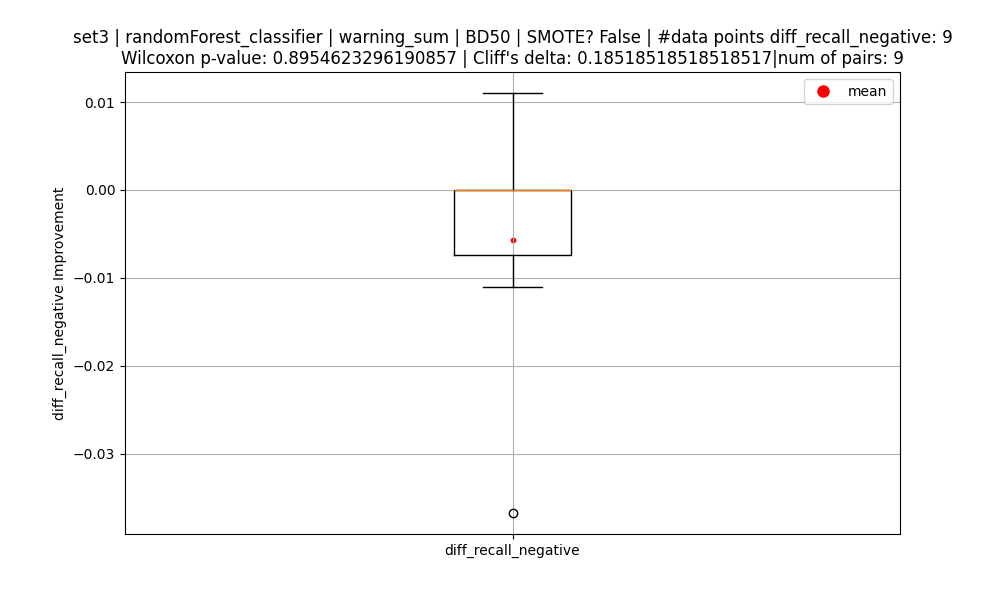 set3 | randomForest_classifier | warning_sum | BD50 | SMOTE? False | #data points diff_recall_negative: 9
Wilcoxon p-value: 0.8954623296190857 | Cliff's delta: 0.18518518518518517|num of pairs: 9
mean
0.01
0.00
−0.01
−0.02
−0.03
diff_recall_negative Improvement
diff_recall_negative